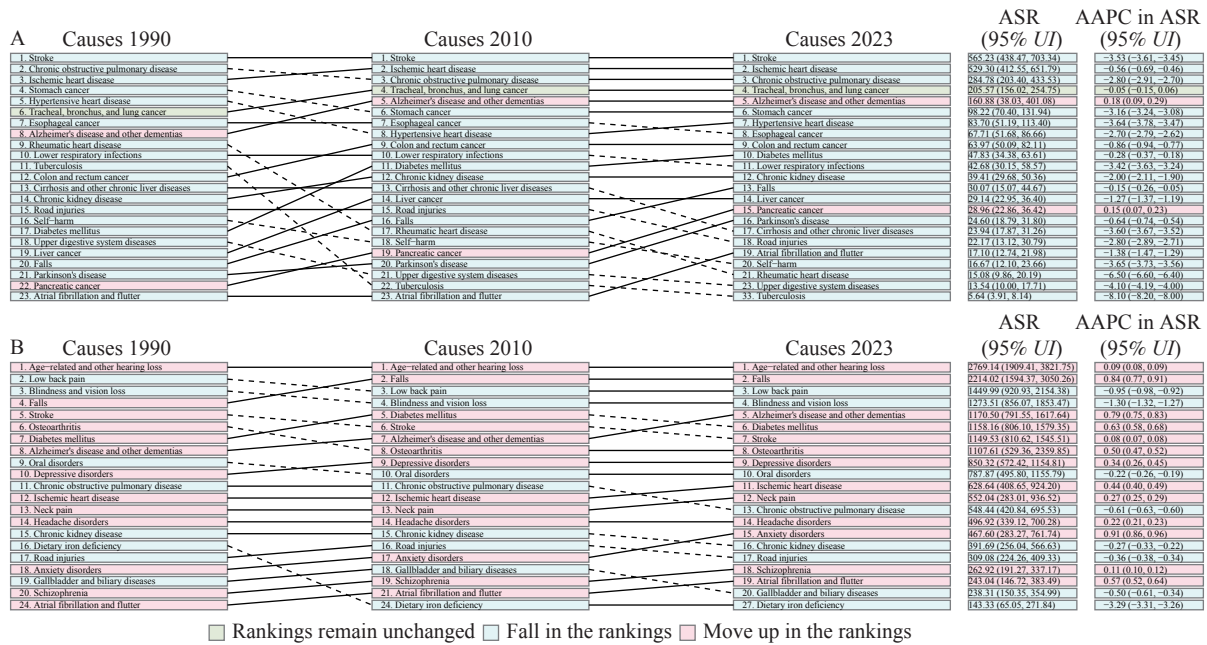 A Causes 1990 Causes 2010 Causes 2023 ASR (95% UI) AAPC in ASR (95% UI)
1. Stroke 1. Stroke 1. Stroke 565.23 (438.47, 703.34) −3.53 (−3.61, −3.45)
2. Chronic obstructive pulmonary disease 2. Ischemic heart disease 2. Ischemic heart disease 529.30 (412.55, 651.79) −0.56 (−0.69, −0.46)
3. Ischemic heart disease 3. Chronic obstructive pulmonary disease 3. Chronic obstructive pulmonary disease 284.78 (203.40, 433.53) −2.80 (−2.91, −2.70)
4. Stomach cancer 4. Tracheal, bronchus, and lung cancer 4. Tracheal, bronchus, and lung cancer 205.57 (156.02, 254.75) −0.05 (−0.15, 0.06)
5. Hypertensive heart disease 5. Alzheimer's disease and other dementias 5. Alzheimer's disease and other dementias 160.88 (38.03, 401.08) 0.18 (0.09, 0.29)
6. Tracheal, bronchus, and lung cancer 6. Stomach cancer 6. Stomach cancer 98.22 (70.40, 131.94) −3.16 (−3.24, −3.08)
7. Esophageal cancer 7. Esophageal cancer 7. Hypertensive heart disease 83.70 (51.19, 113.40) −3.64 (−3.78, −3.47)
8. Alzheimer's disease and other dementias 8. Hypertensive heart disease 8. Esophageal cancer 67.71 (51.68, 86.66) −2.70 (−2.79, −2.62)
9. Rheumatic heart disease 9. Colon and rectum cancer 9. Colon and rectum cancer 63.97 (50.09, 82.11) −0.86 (−0.94, −0.77)
10. Lower respiratory infections 10. Lower respiratory infections 10. Diabetes mellitus 47.83 (34.38, 63.61) −0.28 (−0.37, −0.18)
11. Tuberculosis 11. Diabetes mellitus 11. Lower respiratory infections 42.68 (30.15, 58.57) −3.42 (−3.63, −3.24)
12. Colon and rectum cancer 12. Chronic kidney disease 12. Chronic kidney disease 39.41 (29.68, 50.36) −2.00 (−2.11, −1.90)
13. Cirrhosis and other chronic liver diseases 13. Cirrhosis and other chronic liver diseases 13. Falls 30.07 (15.07, 44.67) −0.15 (−0.26, −0.05)
14. Chronic kidney disease 14. Liver cancer 14. Liver cancer 29.14 (22.95, 36.40) −1.27 (−1.37, −1.19)
15. Road injuries 15. Road injuries 15. Pancreatic cancer 28.96 (22.86, 36.42) 0.15 (0.07, 0.23)
16. Self−harm 16. Falls 16. Parkinson's disease 24.60 (18.79, 31.80) −0.64 (−0.74, −0.54)
17. Diabetes mellitus 17. Rheumatic heart disease 17. Cirrhosis and other chronic liver diseases 23.94 (17.87, 31.26) −3.60 (−3.67, −3.52)
18. Upper digestive system diseases 18. Self−harm 18. Road injuries 22.17 (13.12, 30.79) −2.80 (−2.89, −2.71)
19. Liver cancer 19. Pancreatic cancer 19. Atrial fibrillation and flutter 17.10 (12.74, 21.98) −1.38 (−1.47, −1.29)
20. Falls 20. Parkinson's disease 20. Self−harm 16.67 (12.10, 23.66) −3.65 (−3.73, −3.56)
21. Parkinson's disease 21. Upper digestive system diseases 21. Rheumatic heart disease 15.08 (9.86, 20.19) −6.50 (−6.60, −6.40)
22. Pancreatic cancer 22. Tuberculosis 23. Upper digestive system diseases 13.54 (10.00, 17.71) −4.10 (−4.19, −4.00)
23. Atrial fibrillation and flutter 23. Atrial fibrillation and flutter 33. Tuberculosis 5.64 (3.91, 8.14) −8.10 (−8.20, −8.00)
B Causes 1990 Causes 2010 Causes 2023 ASR (95% UI) AAPC in ASR (95% UI)
1. Age−related and other hearing loss 1. Age−related and other hearing loss 1. Age−related and other hearing loss 2769.14 (1909.41, 3821.75) 0.09 (0.08, 0.09)
2. Low back pain 2. Falls 2. Falls 2214.02 (1594.37, 3050.26) 0.84 (0.77, 0.91)
3. Blindness and vision loss 3. Low back pain 3. Low back pain 1449.99 (920.93, 2154.38) −0.95 (−0.98, −0.92)
4. Falls 4. Blindness and vision loss 4. Blindness and vision loss 1273.51 (856.07, 1853.47) −1.30 (−1.32, −1.27)
5. Stroke 5. Diabetes mellitus 5. Alzheimer's disease and other dementias 1170.50 (791.55, 1617.64) 0.79 (0.75, 0.83)
6. Osteoarthritis 6. Stroke 6. Diabetes mellitus 1158.16 (806.10, 1579.35) 0.63 (0.58, 0.68)
7. Diabetes mellitus 7. Alzheimer's disease and other dementias 7. Stroke 1149.53 (810.62, 1545.51) 0.08 (0.07, 0.08)
8. Alzheimer's disease and other dementias 8. Osteoarthritis 8. Osteoarthritis 1107.61 (529.36, 2359.85) 0.50 (0.47, 0.52)
9. Oral disorders 9. Depressive disorders 9. Depressive disorders 850.32 (572.42, 1154.81) 0.34 (0.26, 0.45)
10. Depressive disorders 10. Oral disorders 10. Oral disorders 787.87 (495.80, 1155.79) −0.22 (−0.26, −0.19)
11. Chronic obstructive pulmonary disease 11. Chronic obstructive pulmonary disease 11. Ischemic heart disease 628.64 (408.65, 924.20) 0.44 (0.40, 0.49)
12. Ischemic heart disease 12. Ischemic heart disease 12. Neck pain 552.04 (283.01, 936.52) 0.27 (0.25, 0.29)
13. Neck pain 13. Neck pain 13. Chronic obstructive pulmonary disease 548.44 (420.84, 695.53) −0.61 (−0.63, −0.60)
14. Headache disorders 14. Headache disorders 14. Headache disorders 496.92 (339.12, 700.28) 0.22 (0.21, 0.23)
15. Chronic kidney disease 15. Chronic kidney disease 15. Anxiety disorders 467.60 (283.27, 761.74) 0.91 (0.86, 0.96)
16. Dietary iron deficiency 16. Road injuries 16. Chronic kidney disease 391.69 (256.04, 566.63) −0.27 (−0.33, −0.22)
17. Road injuries 17. Anxiety disorders 17. Road injuries 309.08 (224.26, 409.33) −0.36 (−0.38, −0.34)
18. Anxiety disorders 18. Gallbladder and biliary diseases 18. Schizophrenia 262.92 (191.27, 337.17) 0.11 (0.10, 0.12)
19. Gallbladder and biliary diseases 19. Schizophrenia 19. Atrial fibrillation and flutter 243.04 (146.72, 383.49) 0.57 (0.52, 0.64)
20. Schizophrenia 21. Atrial fibrillation and flutter 20. Gallbladder and biliary diseases 238.31 (150.35, 354.99) −0.50 (−0.61, −0.34)
24. Atrial fibrillation and flutter 24. Dietary iron deficiency 27. Dietary iron deficiency 143.33 (65.05, 271.84) −3.29 (−3.31, −3.26)
Rankings remain unchanged Fall in the rankings Move up in the rankings